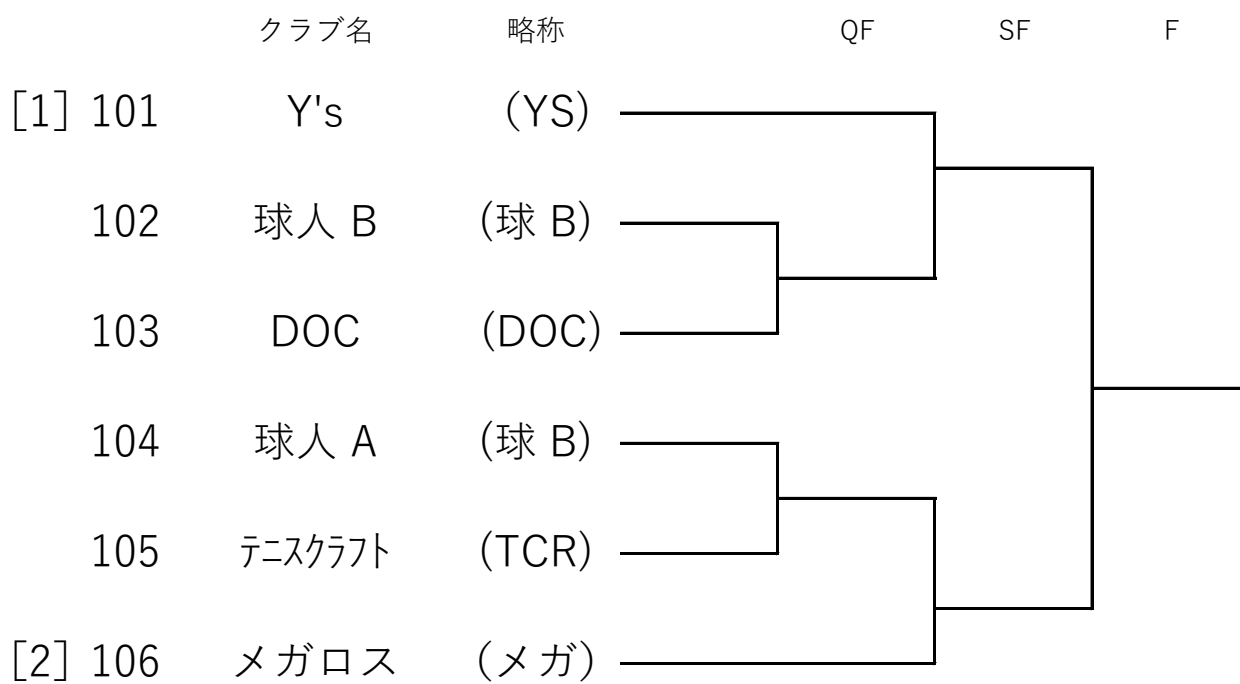 クラブ名 略称 QF SF F
[1] 101 Y's (YS)
102 球人 B (球 B)
103 DOC (DOC)
104 球人 A (球 B)
105 ﾃﾆｽｸﾗﾌﾄ (TCR)
[2] 106 メガロス (メガ)